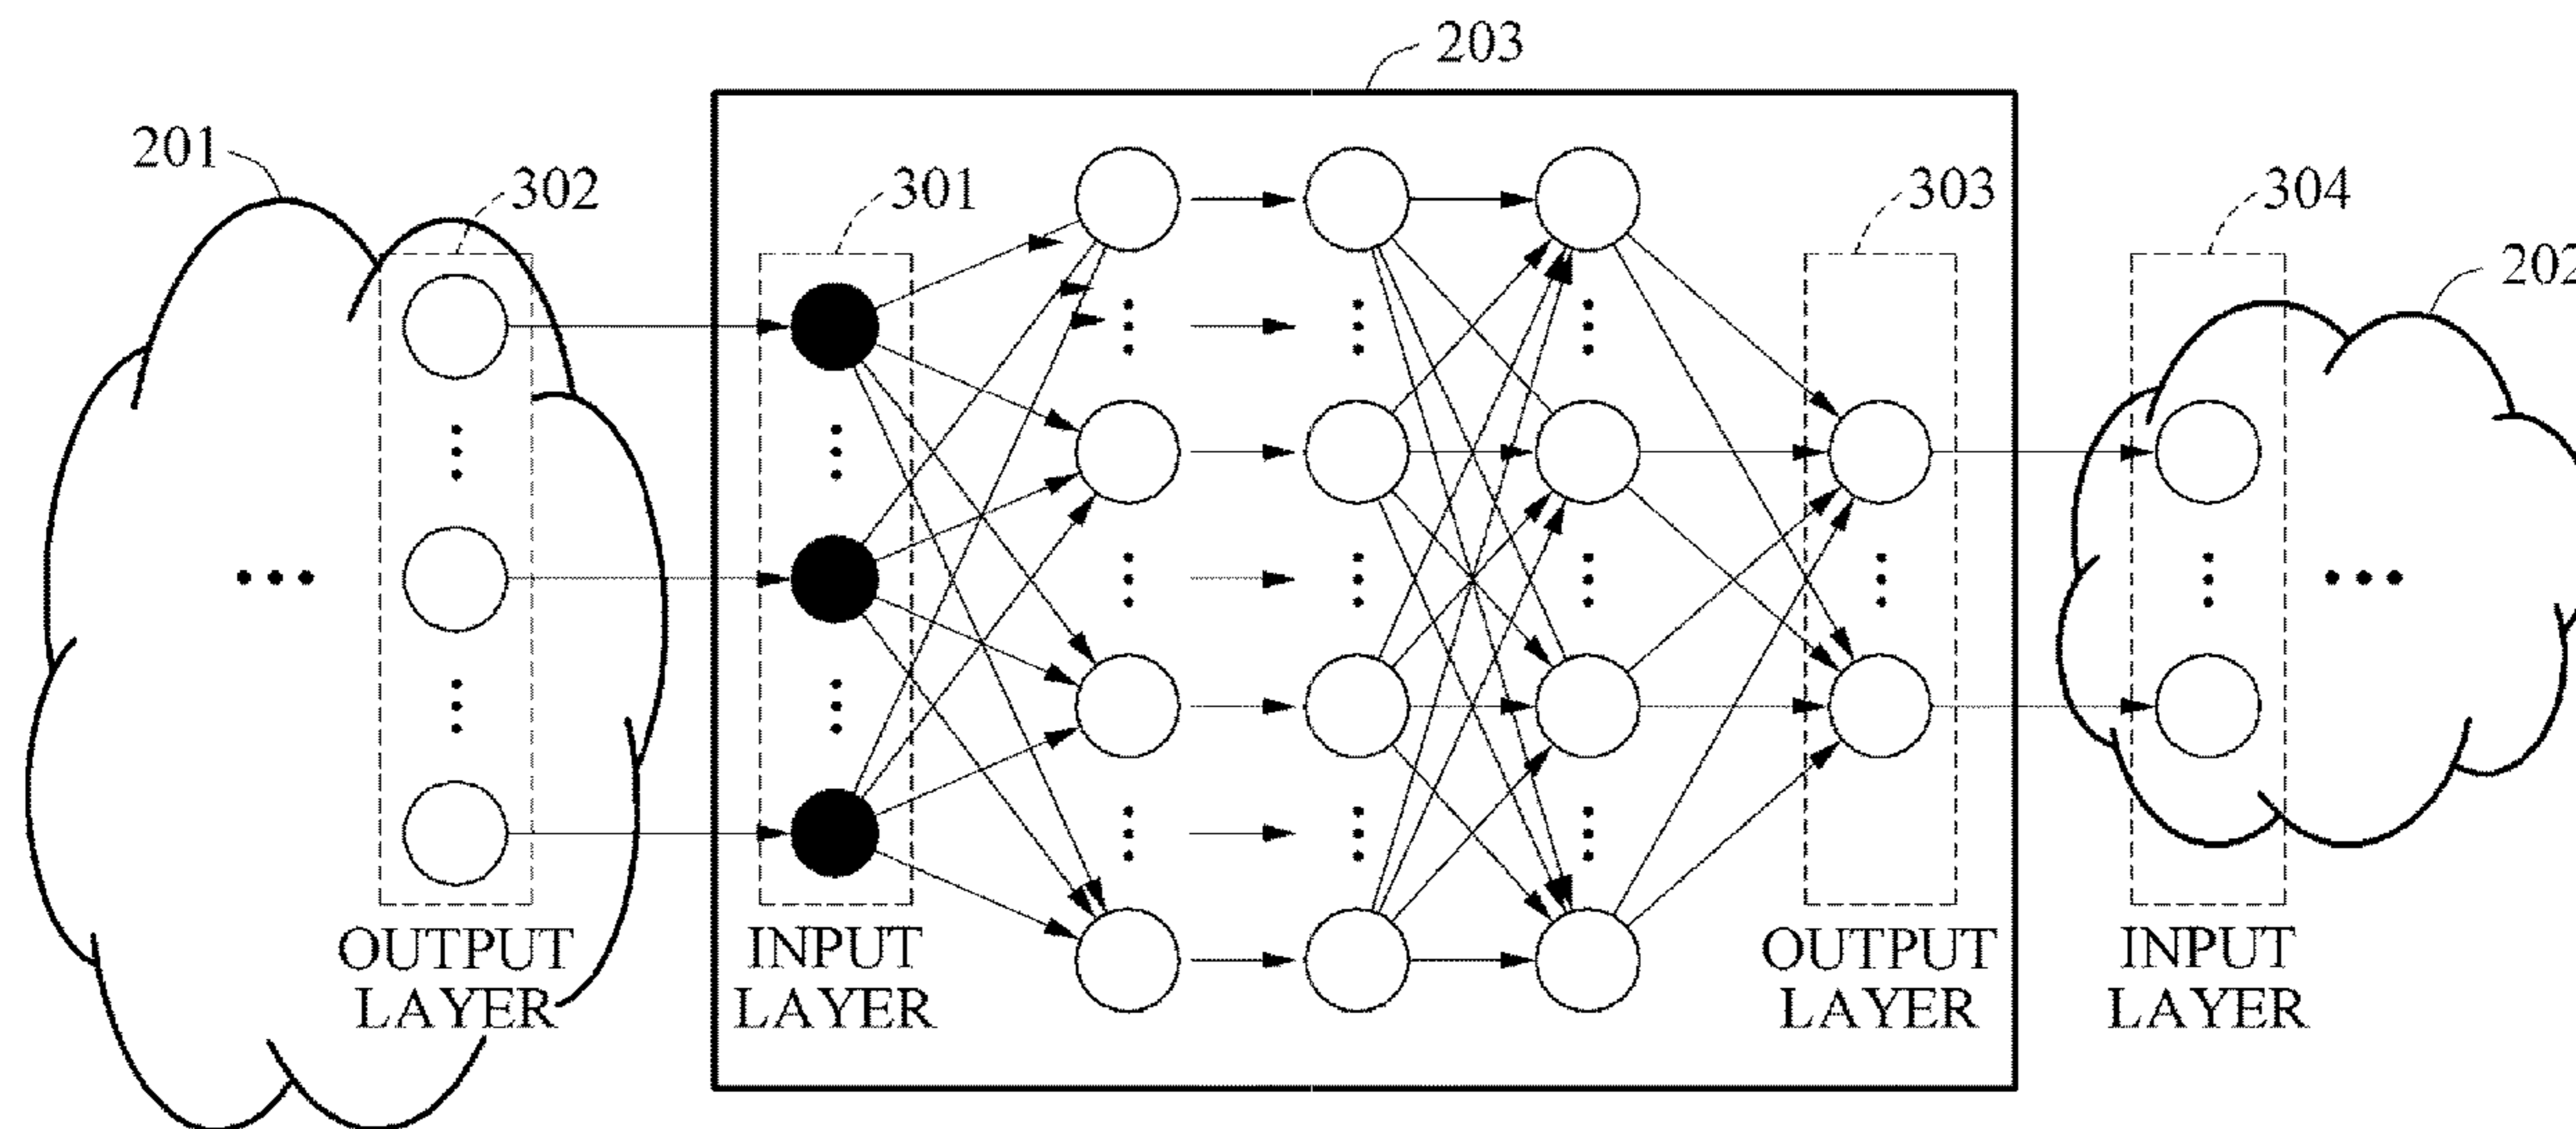 203
201
302
301
303
304
202
OUTPUT
LAYER
INPUT
LAYER
OUTPUT
LAYER
INPUT
LAYER